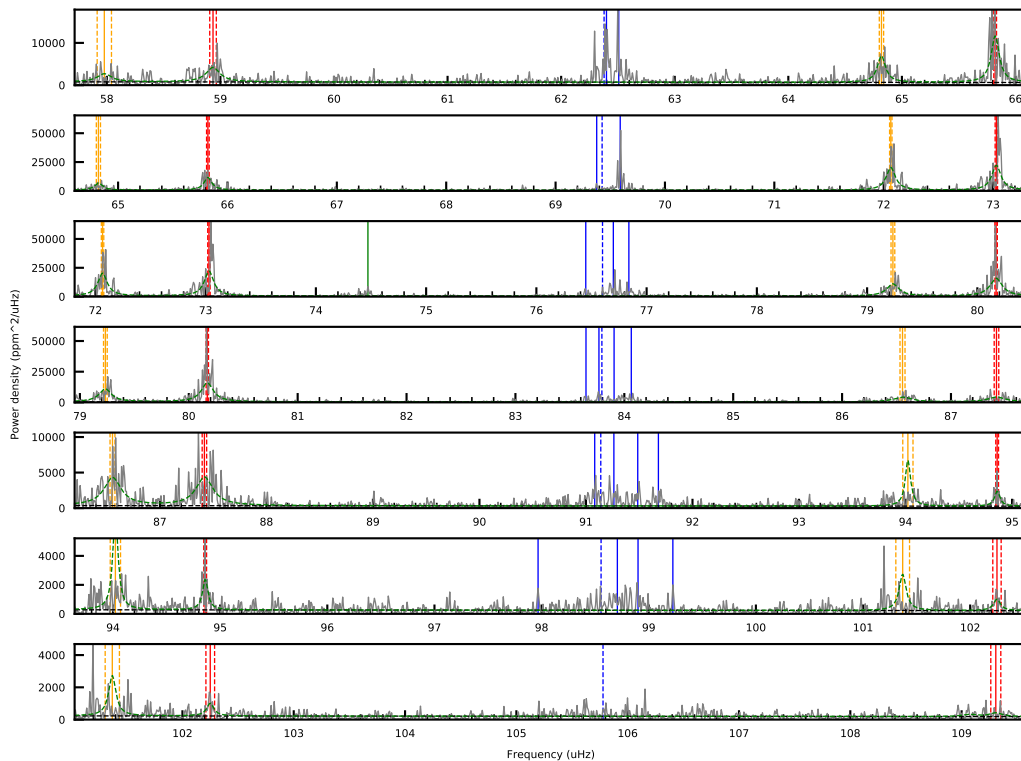 10000
0
58 59 60 61 62 63 64 65 66
50000
25000
0
65 66 67 68 69 70 71 72 73
50000
25000
0
72 73 74 75 76 77 78 79 80
Power density (ppm^2/uHz)
50000
25000
0
79 80 81 82 83 84 85 86 87
10000
5000
0
87 88 89 90 91 92 93 94 95
4000
2000
0
94 95 96 97 98 99 100 101 102
4000
2000
0
102 103 104 105 106 107 108 109
Frequency (uHz)